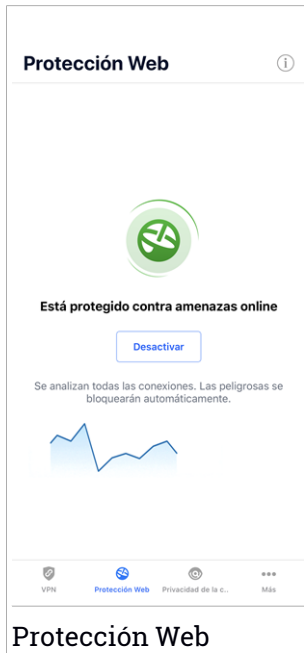 Protección Web
Está protegido contra amenazas online
Desactivar
Se analizan todas las conexiones. Las peligrosas se
bloquearán automáticamente.
VPN
Protección Web
Privacidad de la c...
Más
Protección Web